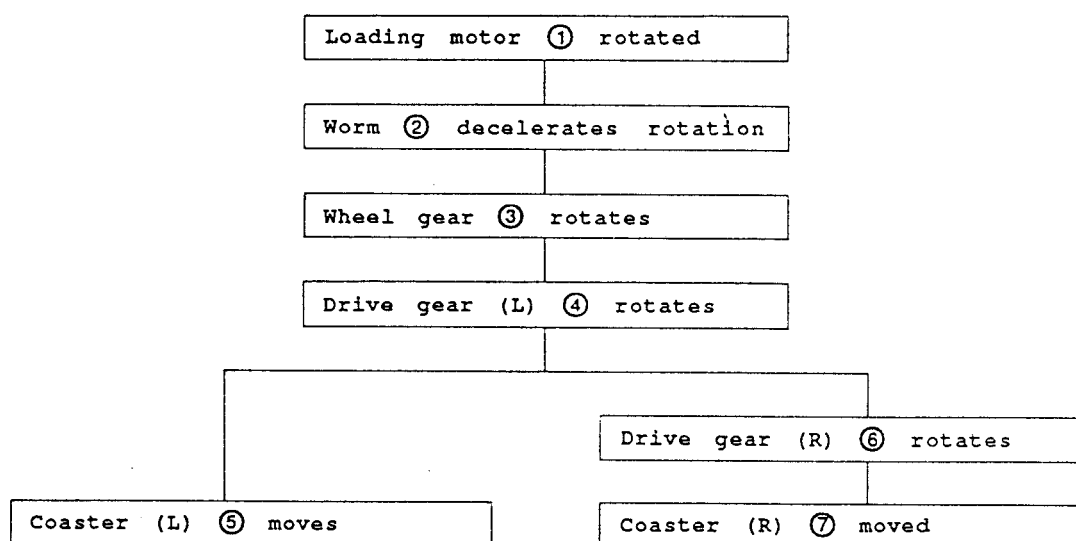 Loading motor ① rotated
Worm ② decelerates rotation
Wheel gear ③ rotates
Drive gear (L) ④ rotates
Drive gear (R) ⑥ rotates
Coaster (L) ⑤ moves
Coaster (R) ⑦ moved